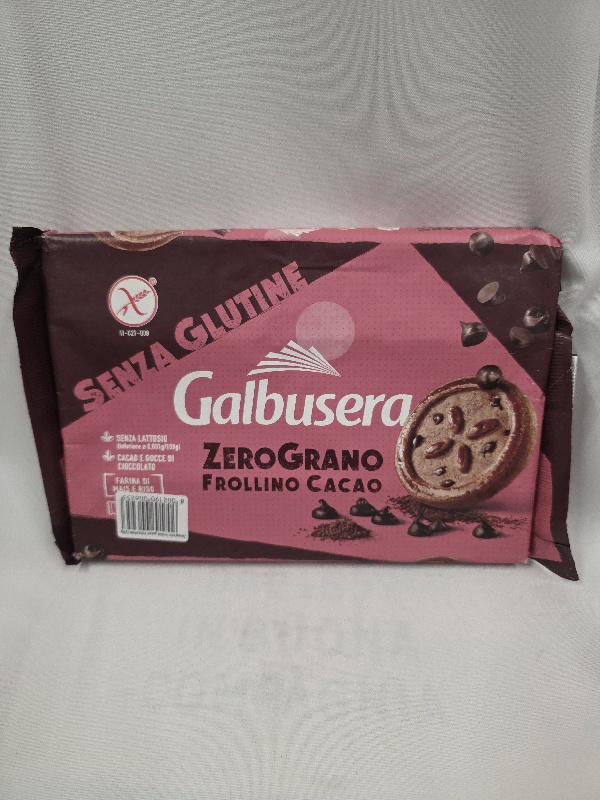 SENZA GLUTINE
Galbusera
ZEROGRANO
FROLLINO CACAO
SENZA LATTOSIO
CACAO E GOCCE DI
CIOCCOLATO
FARINA DI
MAIS E RISO